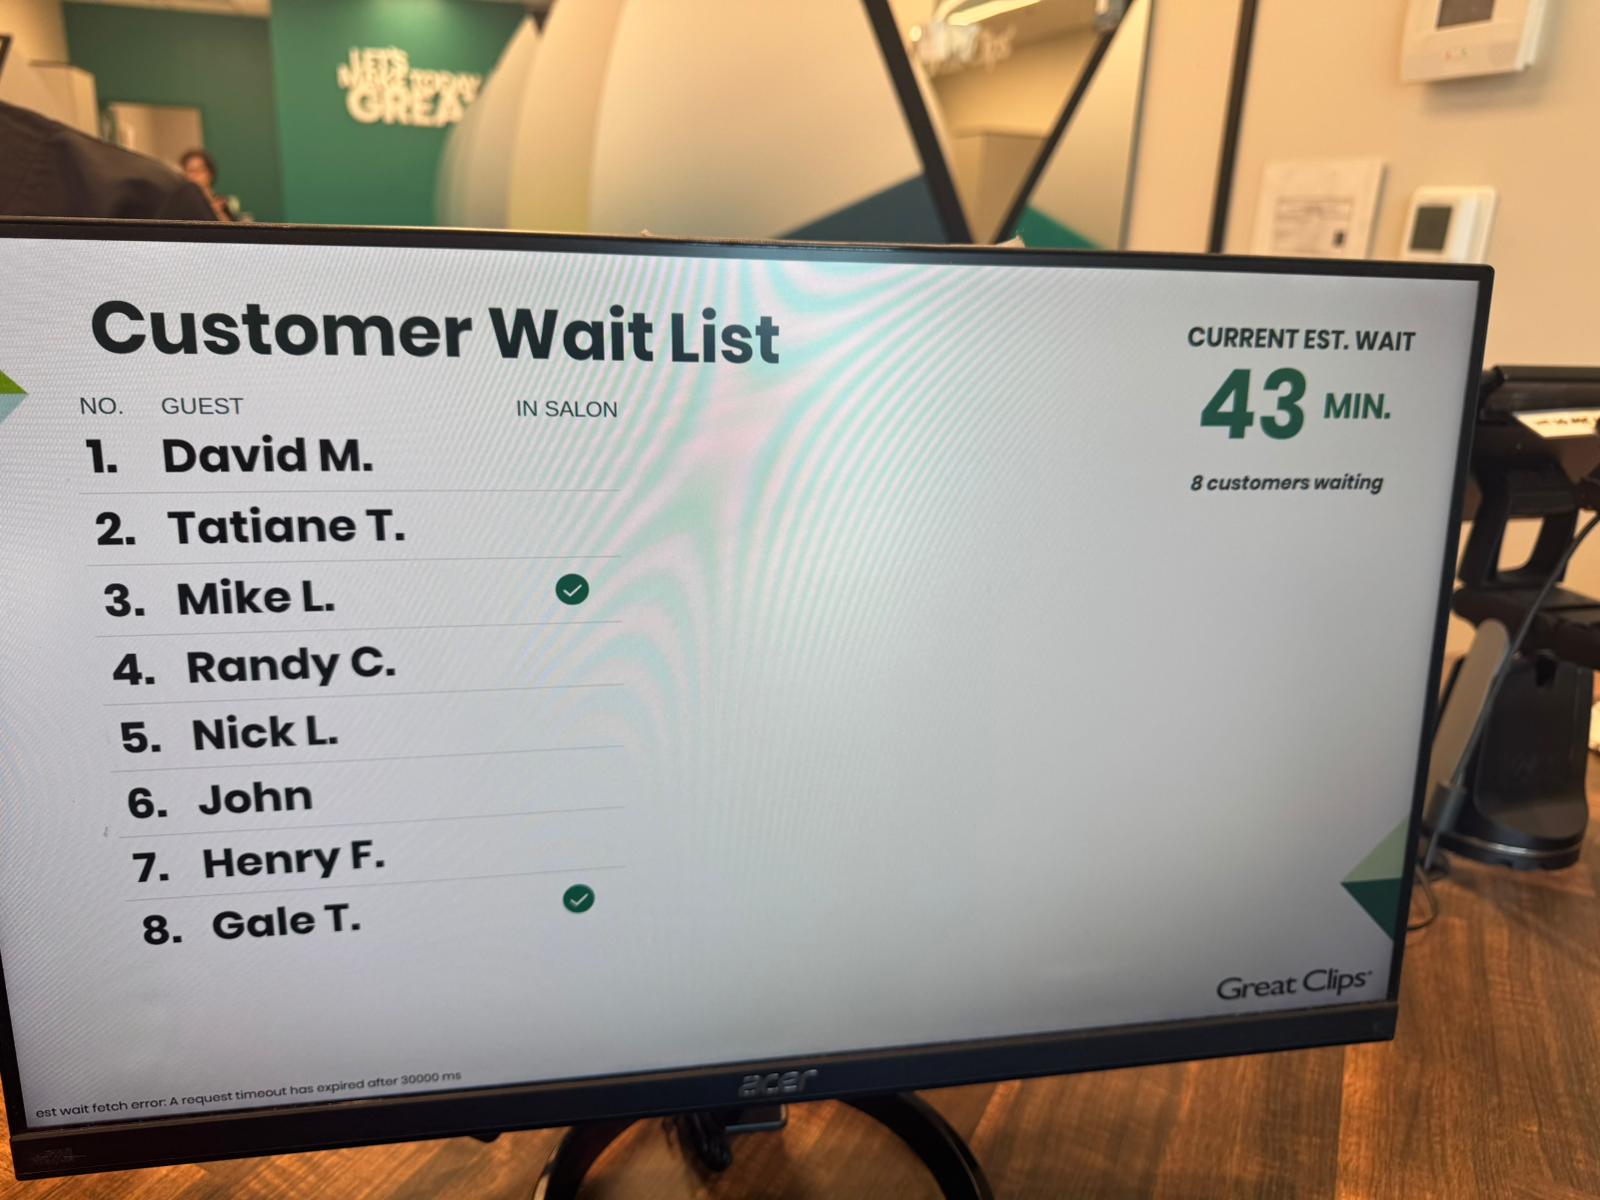 LET'S
MAKE TODAY
GREAT
Customer Wait List
CURRENT EST. WAIT
43 MIN.
8 customers waiting
NO. GUEST IN SALON
1. David M.
2. Tatiane T.
3. Mike L.
4. Randy C.
5. Nick L.
6. John
7. Henry F.
8. Gale T.
Great Clips
est wait fetch error: A request timeout has expired after 30000 ms
acer